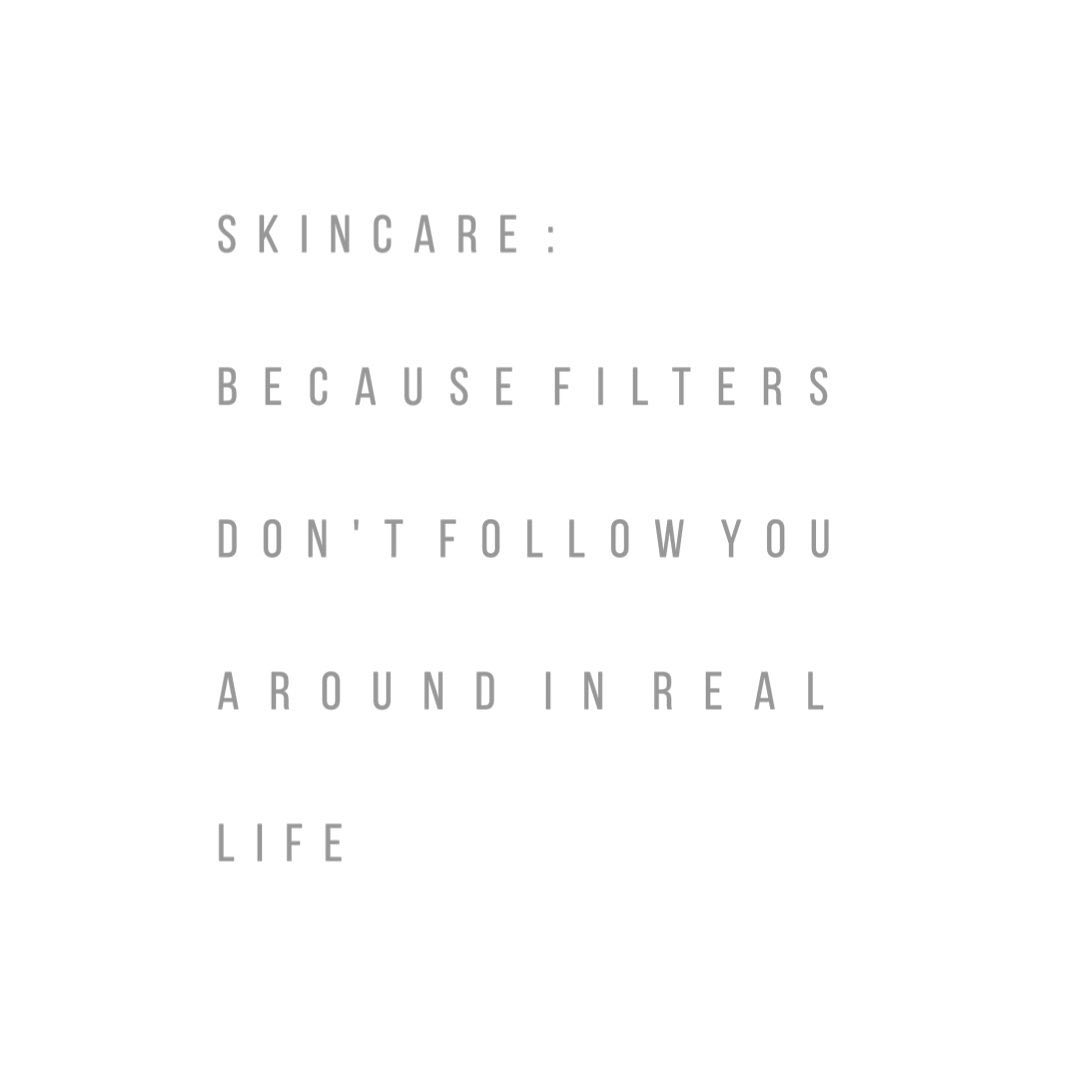 SKINCARE:
BECAUSE FILTERS
DON'T FOLLOW YOU
AROUND IN REAL
LIFE